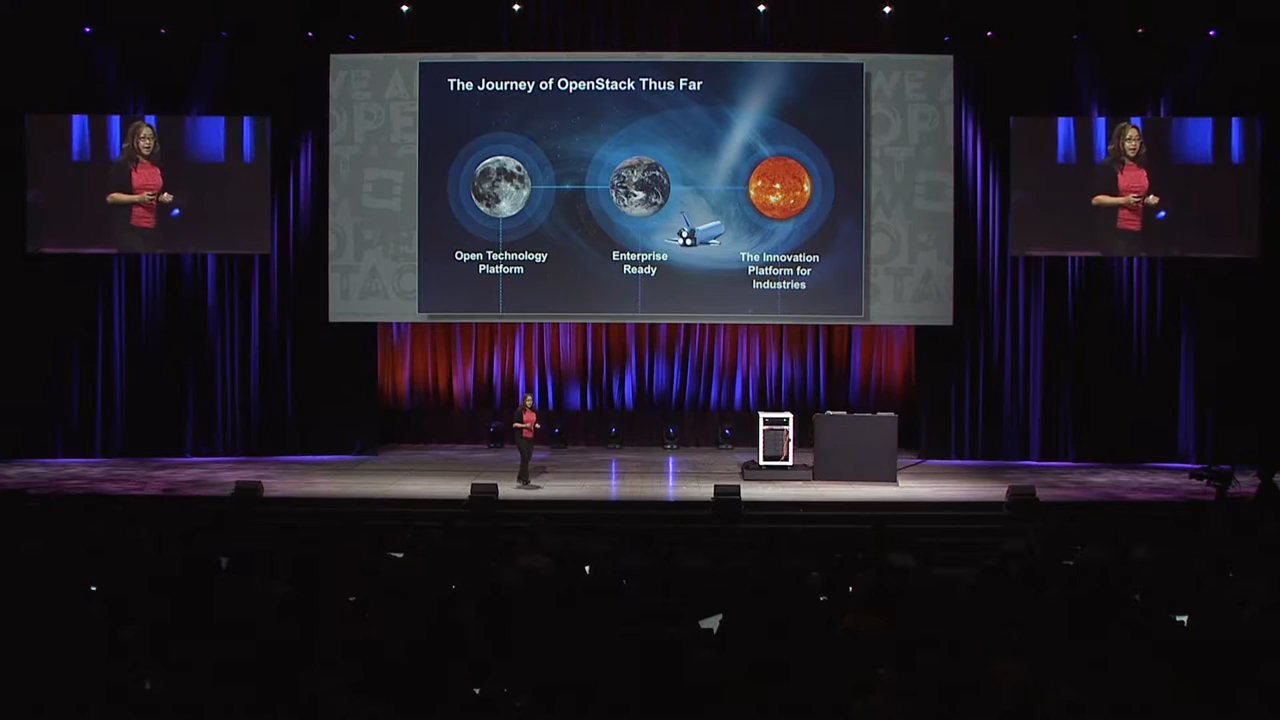 The Journey of OpenStack Thus Far
Open Technology
Platform
Enterprise
Ready
The Innovation
Platform for
Industries